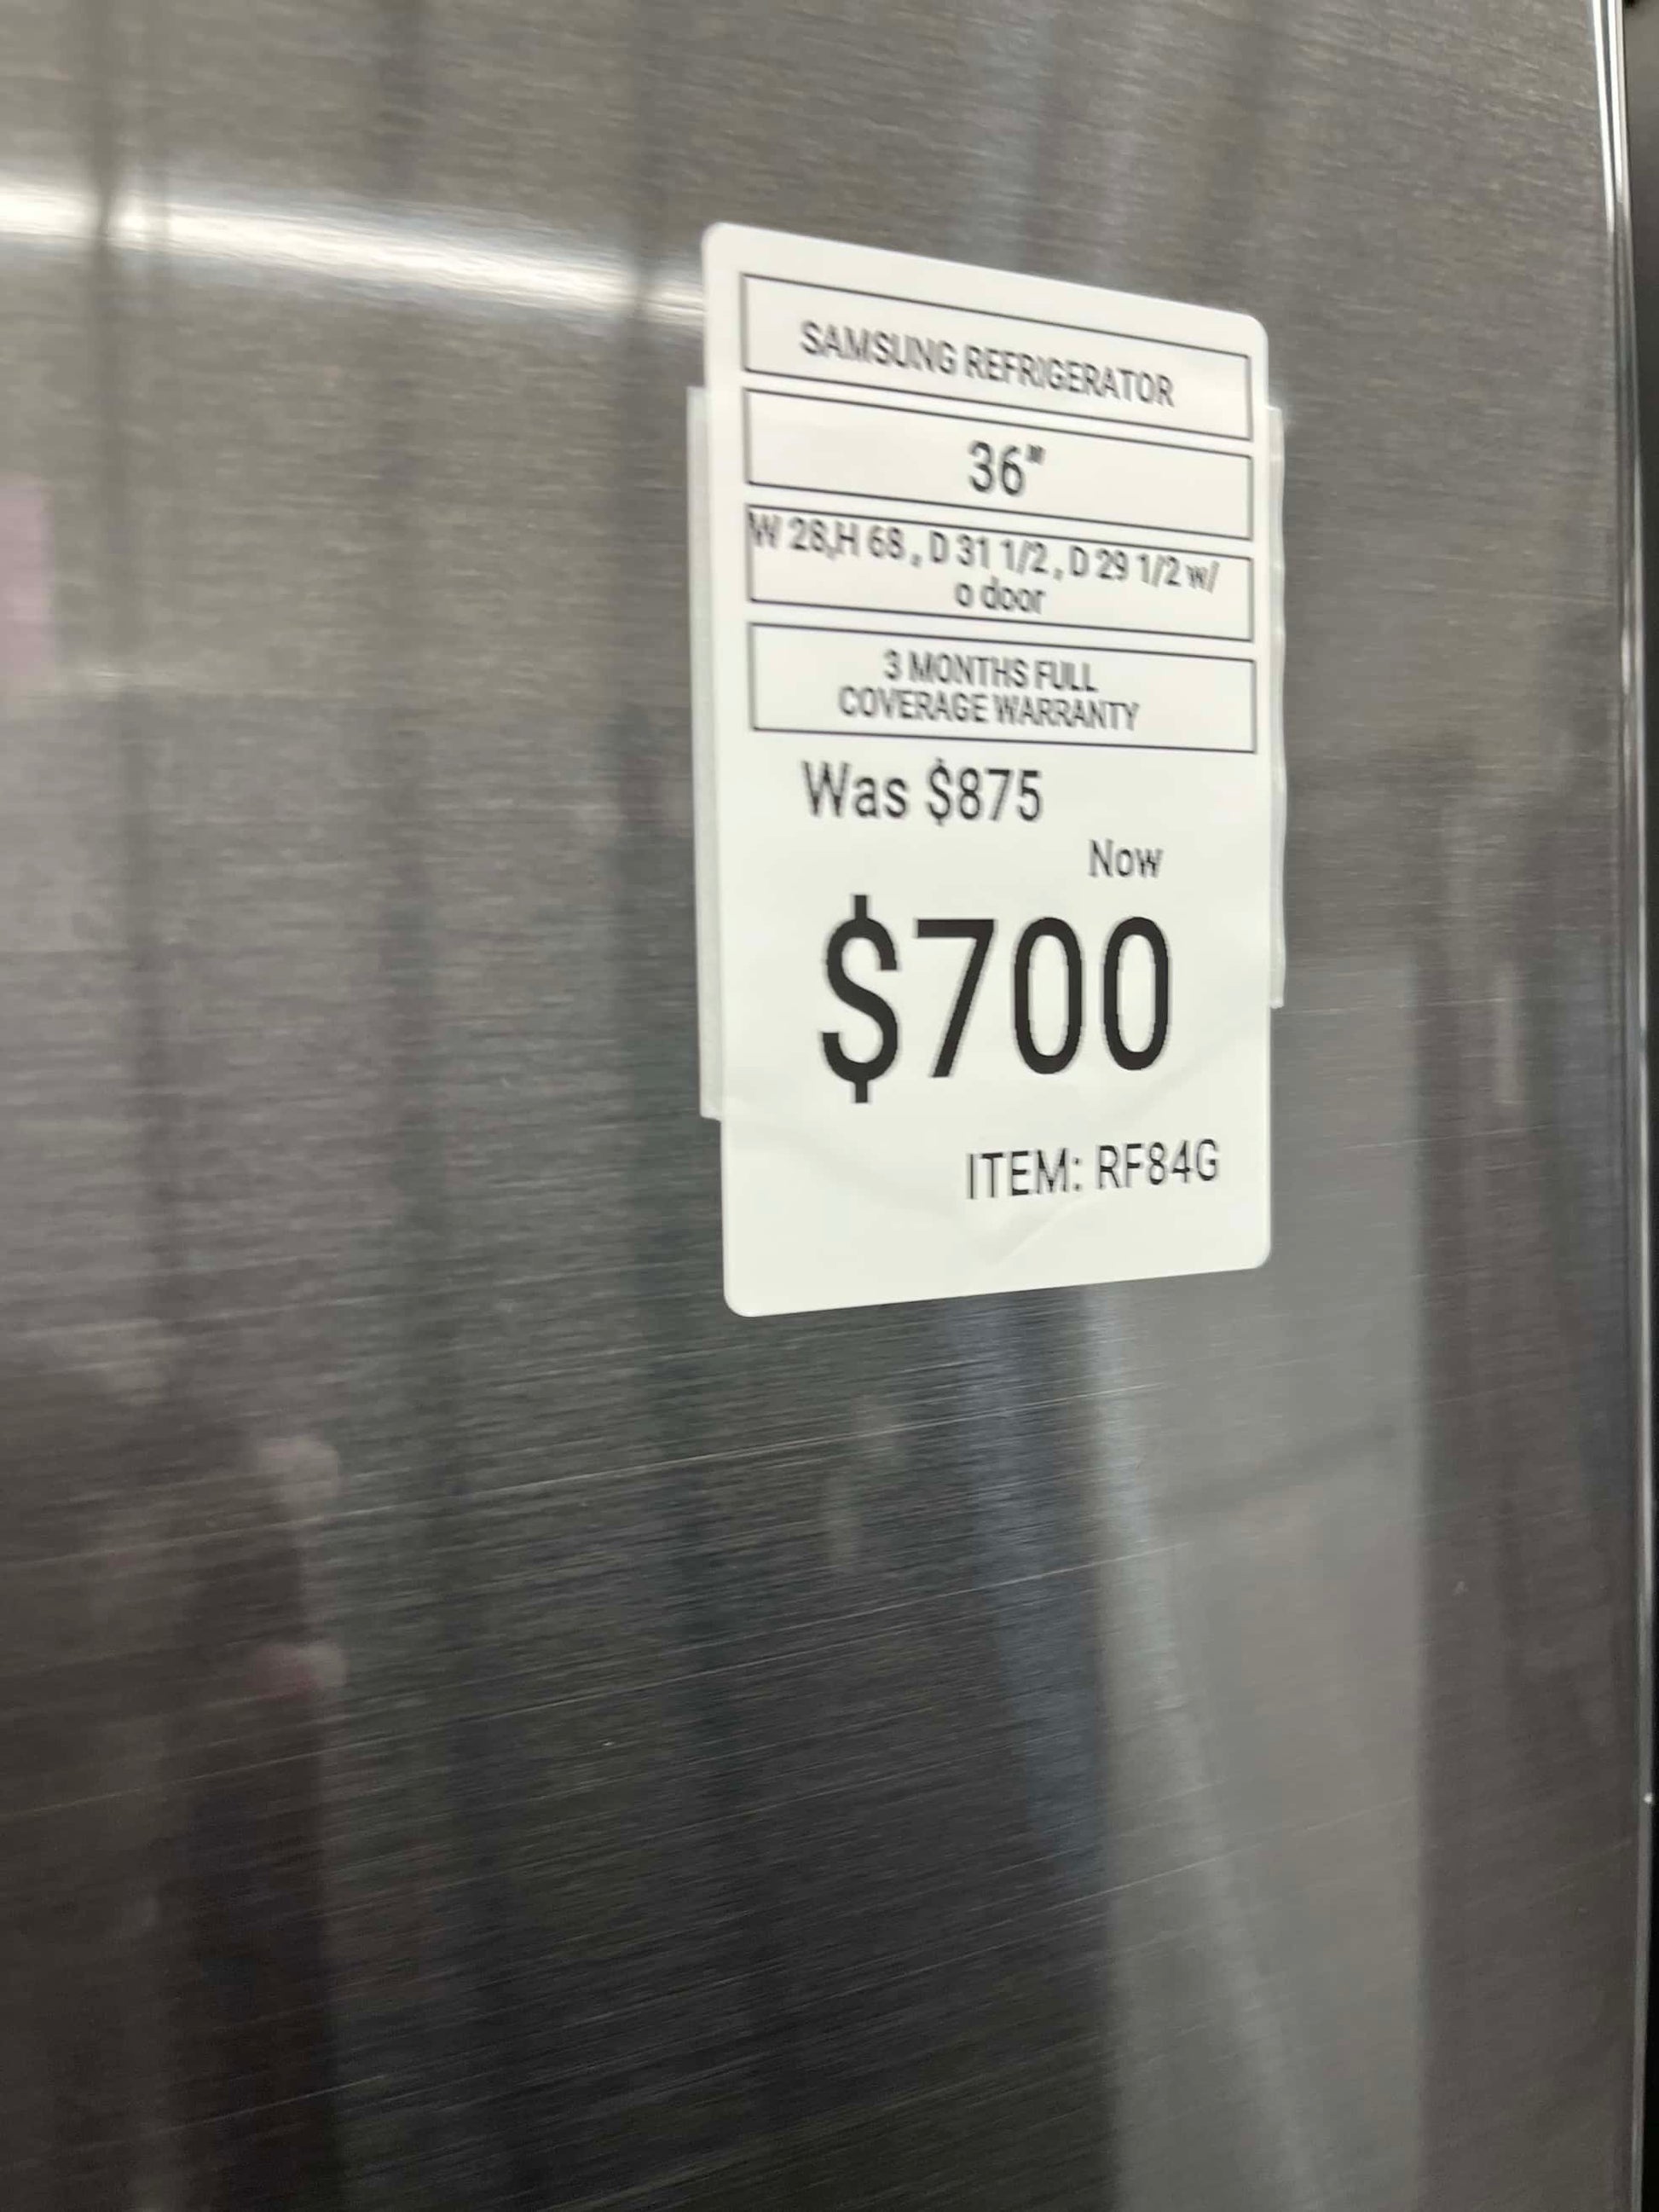 SAMSUNG REFRIGERATOR
36"
W 28,H 68 , D 31 1/2 , D 29 1/2 w/
o door
3 MONTHS FULL
COVERAGE WARRANTY
Was $875
Now
$700
ITEM: RF84G